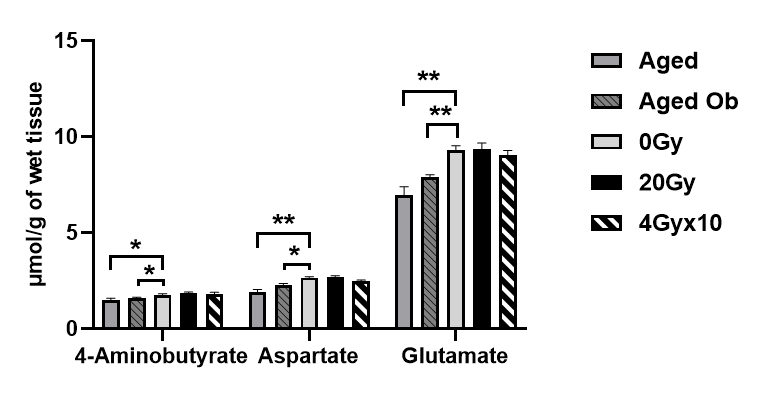 15
10
5
0
μmol/g of wet tissue
**
**
**
*
*
*
4-Aminobutyrate Aspartate Glutamate
Aged
Aged Ob
0Gy
20Gy
4Gyx10